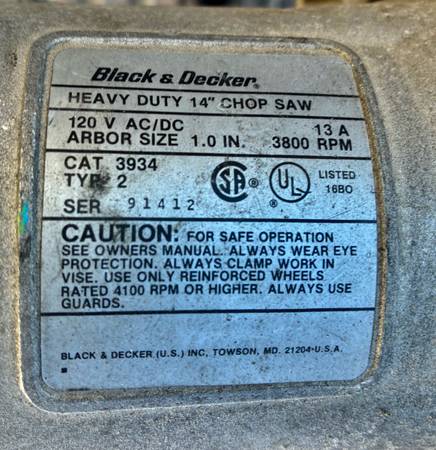 Black & Decker®
HEAVY DUTY 14" CHOP SAW
120 V AC/DC 13 A
ARBOR SIZE 1.0 IN. 3800 RPM
CAT 3934
TYP 2
SER 91412
SA® UL® LISTED 16BO
CAUTION: FOR SAFE OPERATION
SEE OWNERS MANUAL. ALWAYS WEAR EYE
PROTECTION. ALWAYS CLAMP WORK IN
VISE. USE ONLY REINFORCED WHEELS
RATED 4100 RPM OR HIGHER. ALWAYS USE
GUARDS.
BLACK & DECKER (U.S.) INC, TOWSON, MD. 21204·U.S.A.